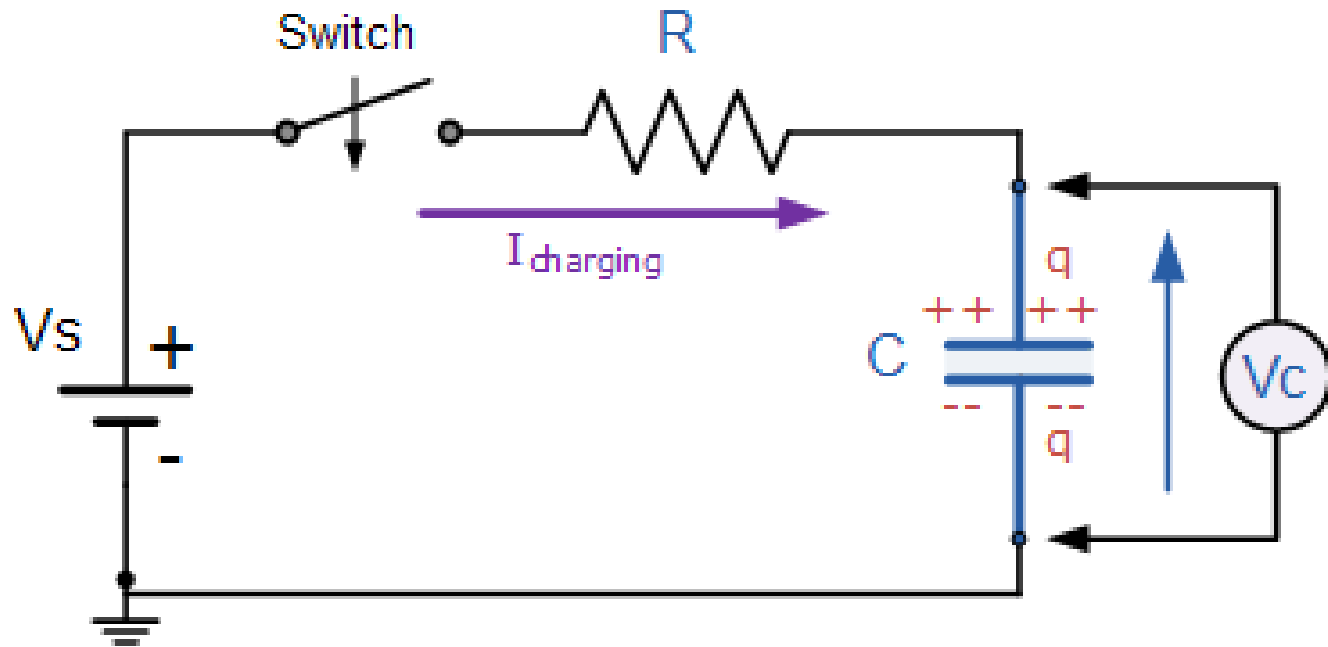 Switch
R
I charging
q
+ + + +
Vs
+
C
Vc
-- --
q
-